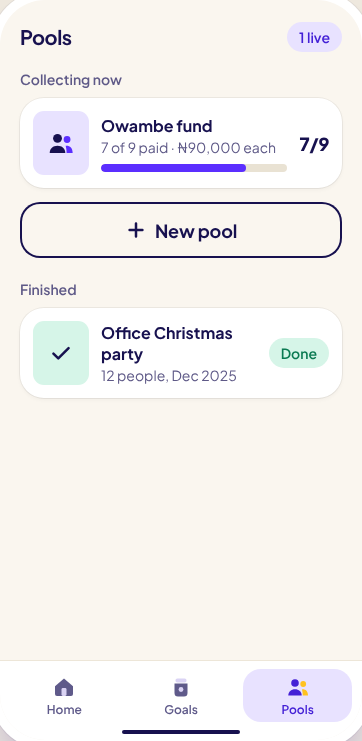 Pools
1 live
Collecting now
Owambe fund
7 of 9 paid · ₦90,000 each
7/9
+ New pool
Finished
Office Christmas
party
12 people, Dec 2025
Done
Home
Goals
Pools